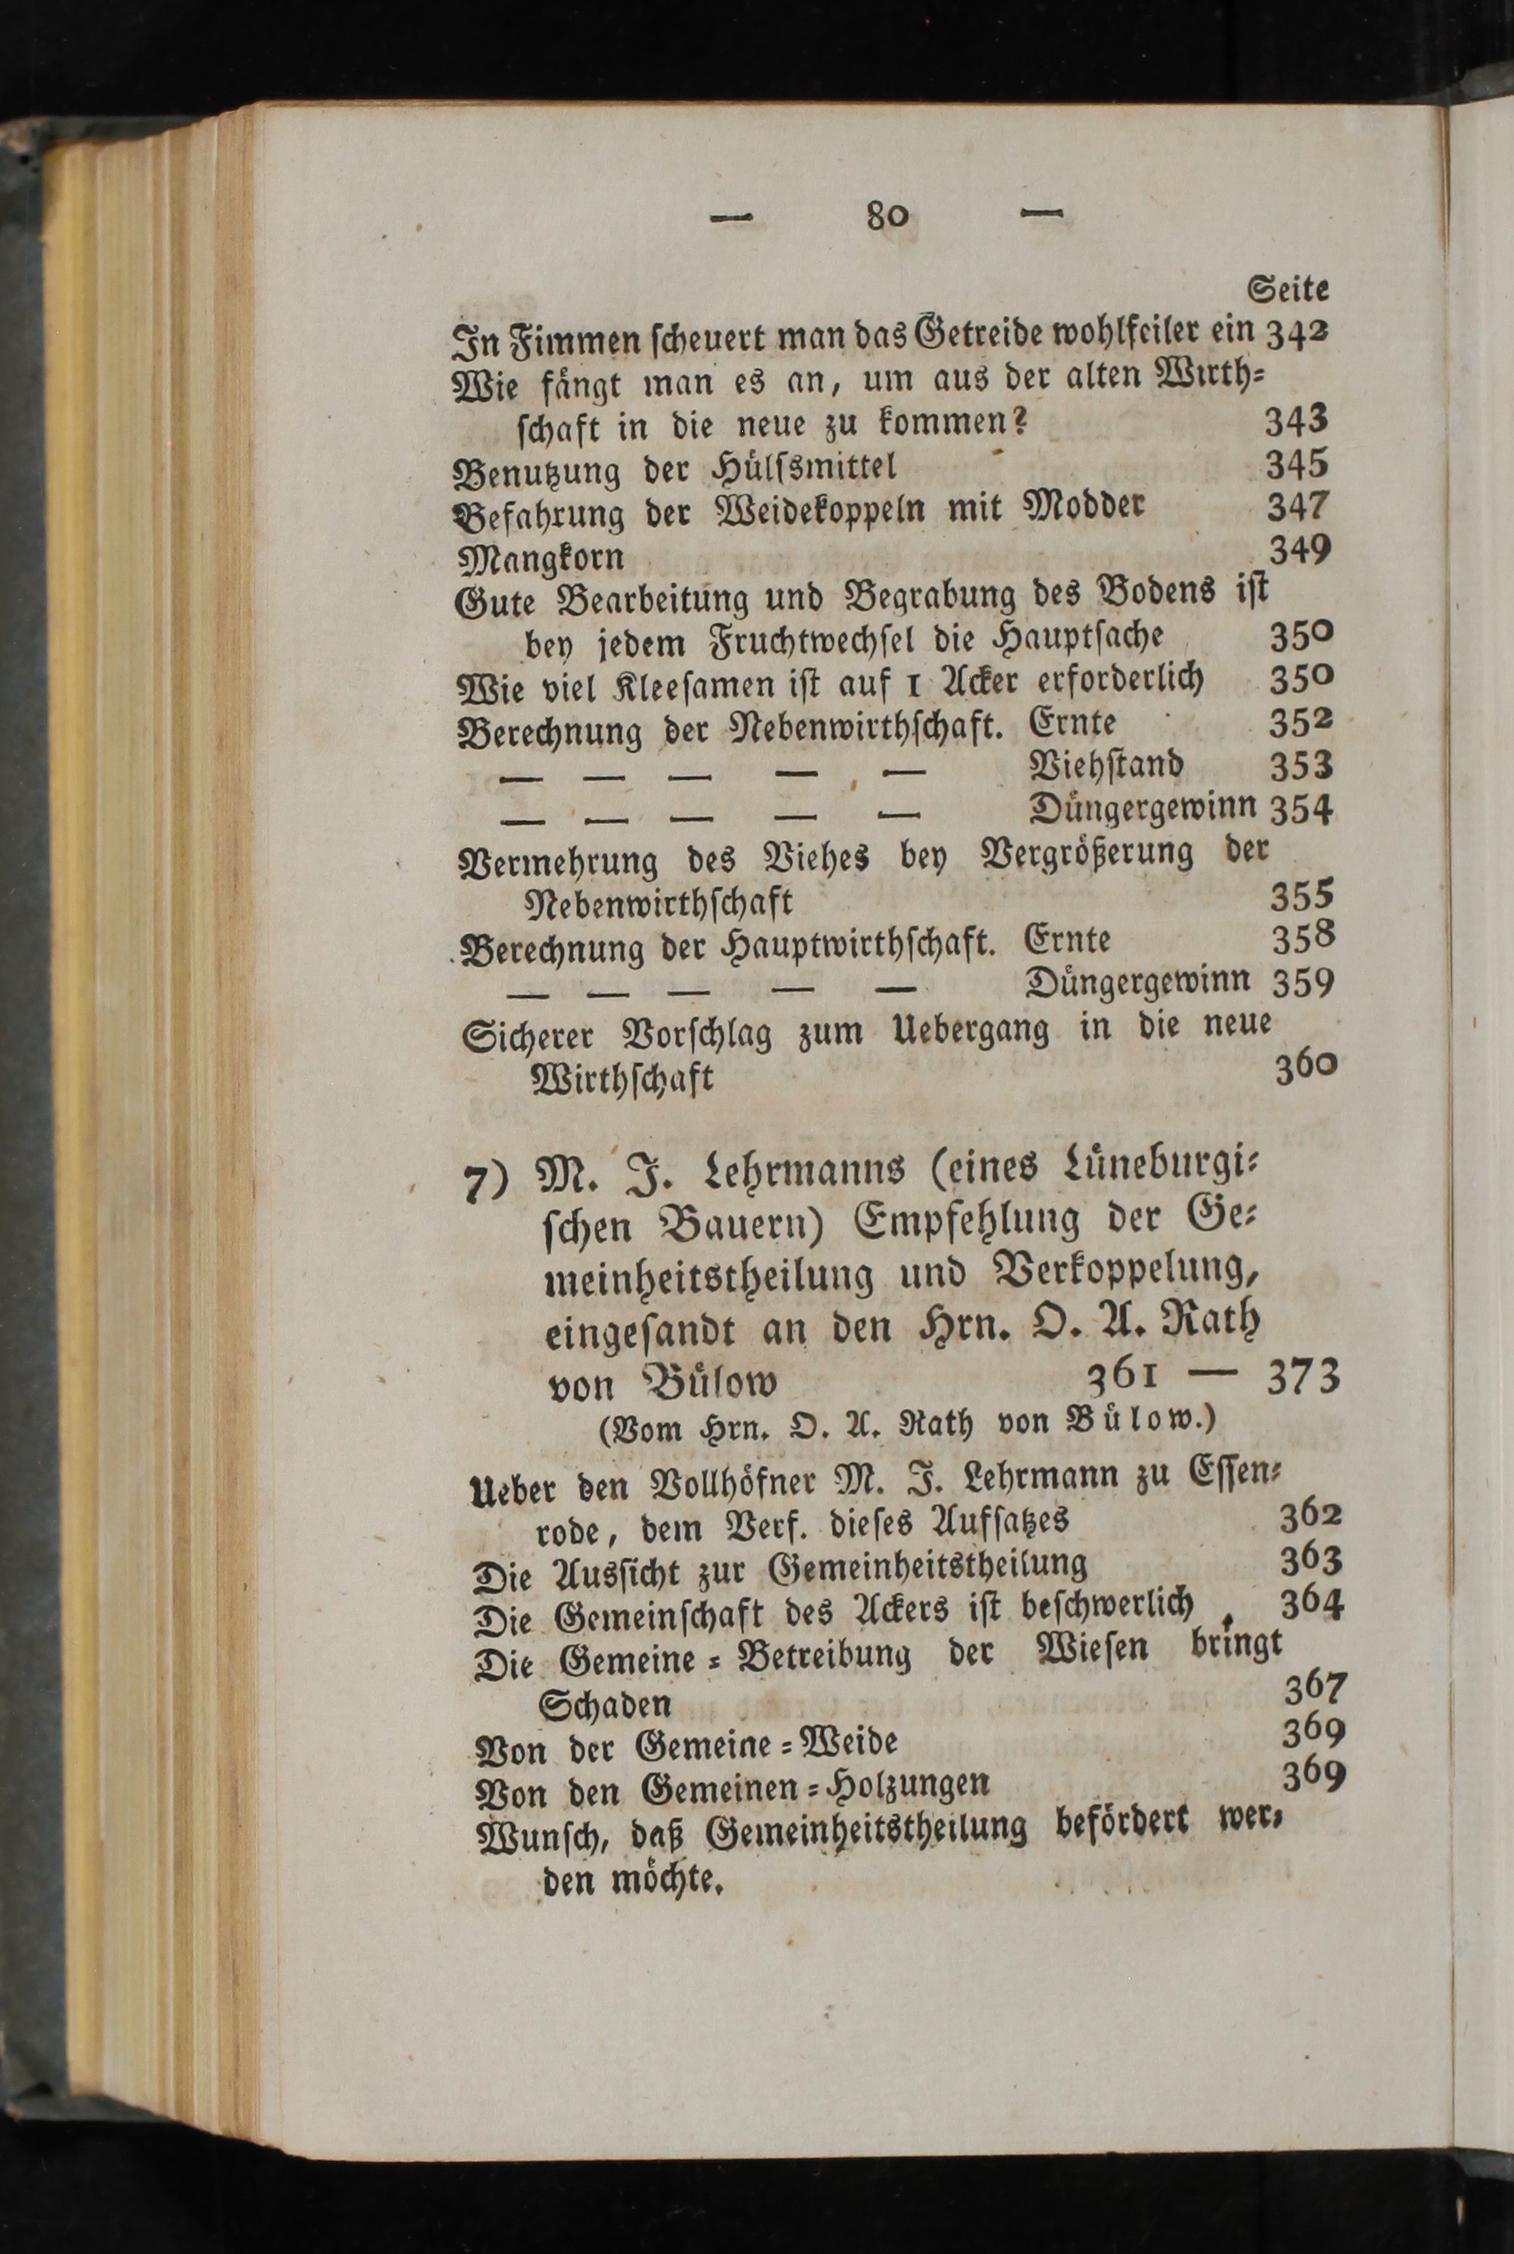 — 80 —
Seite
In Fimmen scheuert man das Getreide wohlfeiler ein 342
Wie fängt man es an, um aus der alten Wirth-
schaft in die neue zu kommen? 343
Benutzung der Hülfsmittel 345
Befahrung der Weidekoppeln mit Modder 347
Mangkorn 349
Gute Bearbeitung und Begrabung des Bodens ist
bey jedem Fruchtwechsel die Hauptsache 350
Wie viel Kleesamen ist auf 1 Acker erforderlich 350
Berechnung der Nebenwirthschaft. Ernte 352
— — — — — Viehstand 353
— — — — — Düngergewinn 354
Vermehrung des Viehes bey Vergrößerung der
Nebenwirthschaft 355
Berechnung der Hauptwirthschaft. Ernte 358
— — — — — Düngergewinn 359
Sicherer Vorschlag zum Uebergang in die neue
Wirthschaft 360
7) M. J. Lehrmanns (eines Lüneburgi-
schen Bauern) Empfehlung der Ge-
meinheitstheilung und Verkoppelung,
eingesandt an den Hrn. O. A. Rath
von Bülow 361 — 373
(Vom Hrn. O. A. Rath von Bülow.)
Ueber den Vollhöfner M. J. Lehrmann zu Essen-
rode, dem Verf. dieses Aufsatzes 362
Die Aussicht zur Gemeinheitstheilung 363
Die Gemeinschaft des Ackers ist beschwerlich 364
Die Gemeine-Betreibung der Wiesen bringt
Schaden 367
Von der Gemeine-Weide 369
Von den Gemeinen-Holzungen 369
Wunsch, daß Gemeinheitstheilung befördert wer-
den möchte.